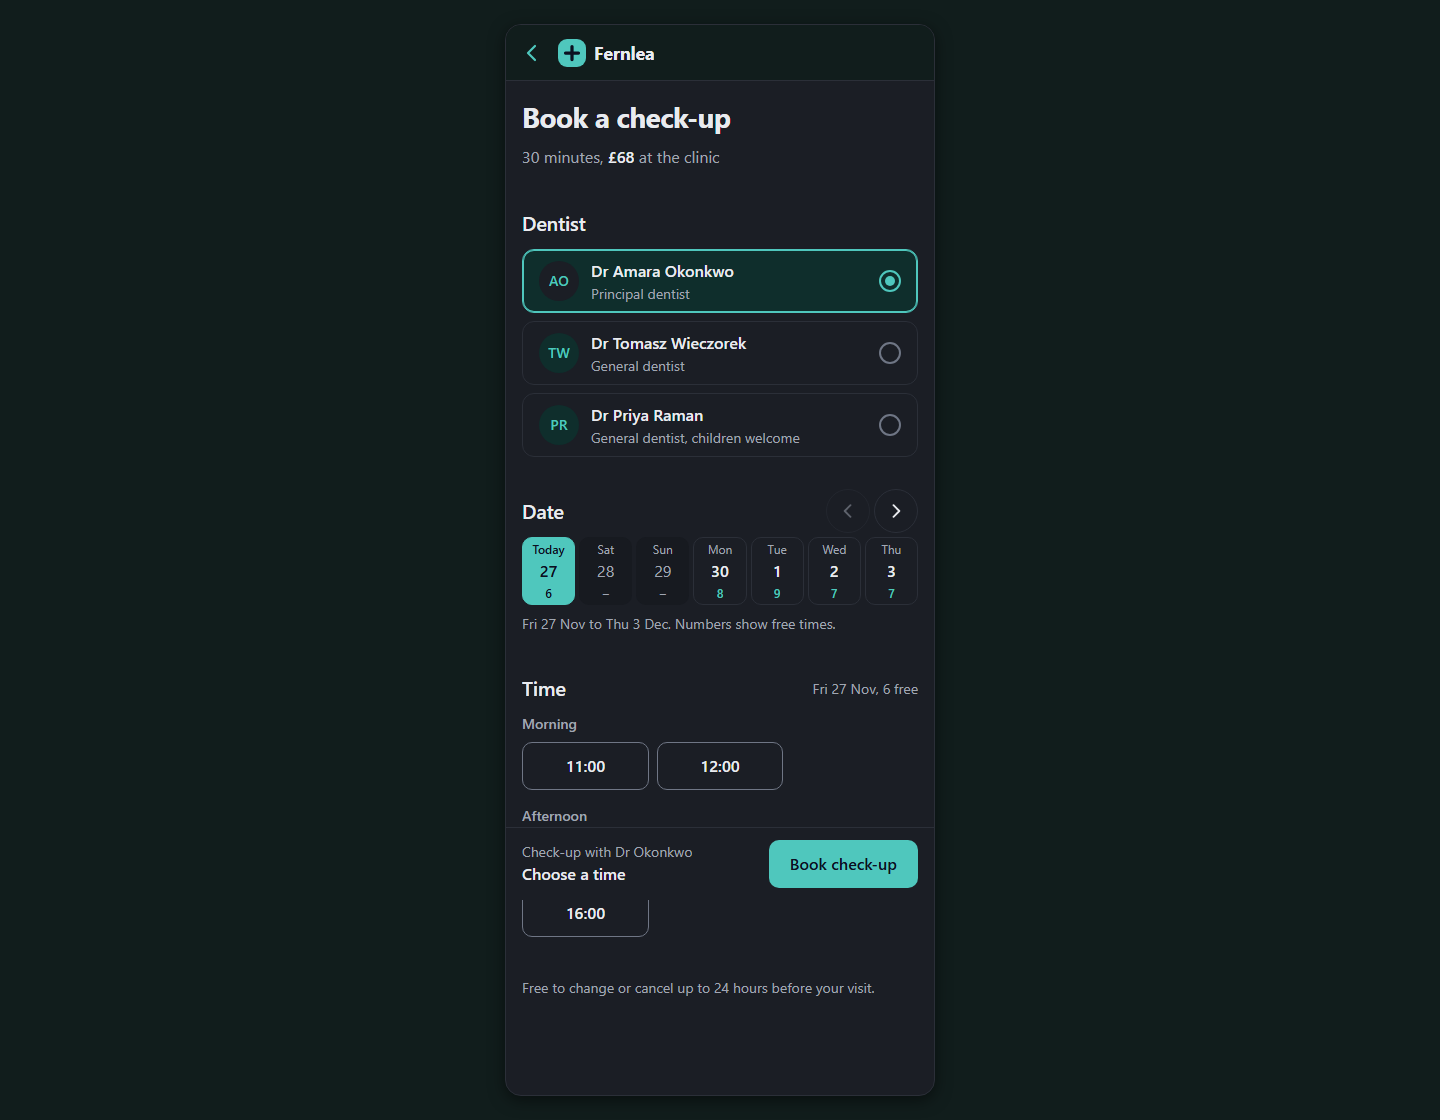 Fernlea
Book a check-up
30 minutes, £68 at the clinic
Dentist
AO
Dr Amara Okonkwo
Principal dentist
TW
Dr Tomasz Wieczorek
General dentist
PR
Dr Priya Raman
General dentist, children welcome
Date
Today Sat Sun Mon Tue Wed Thu
27 28 29 30 1 2 3
6 – – 8 9 7 7
Fri 27 Nov to Thu 3 Dec. Numbers show free times.
Time
Fri 27 Nov, 6 free
Morning
11:00 12:00
Afternoon
Check-up with Dr Okonkwo
Choose a time
Book check-up
16:00
Free to change or cancel up to 24 hours before your visit.